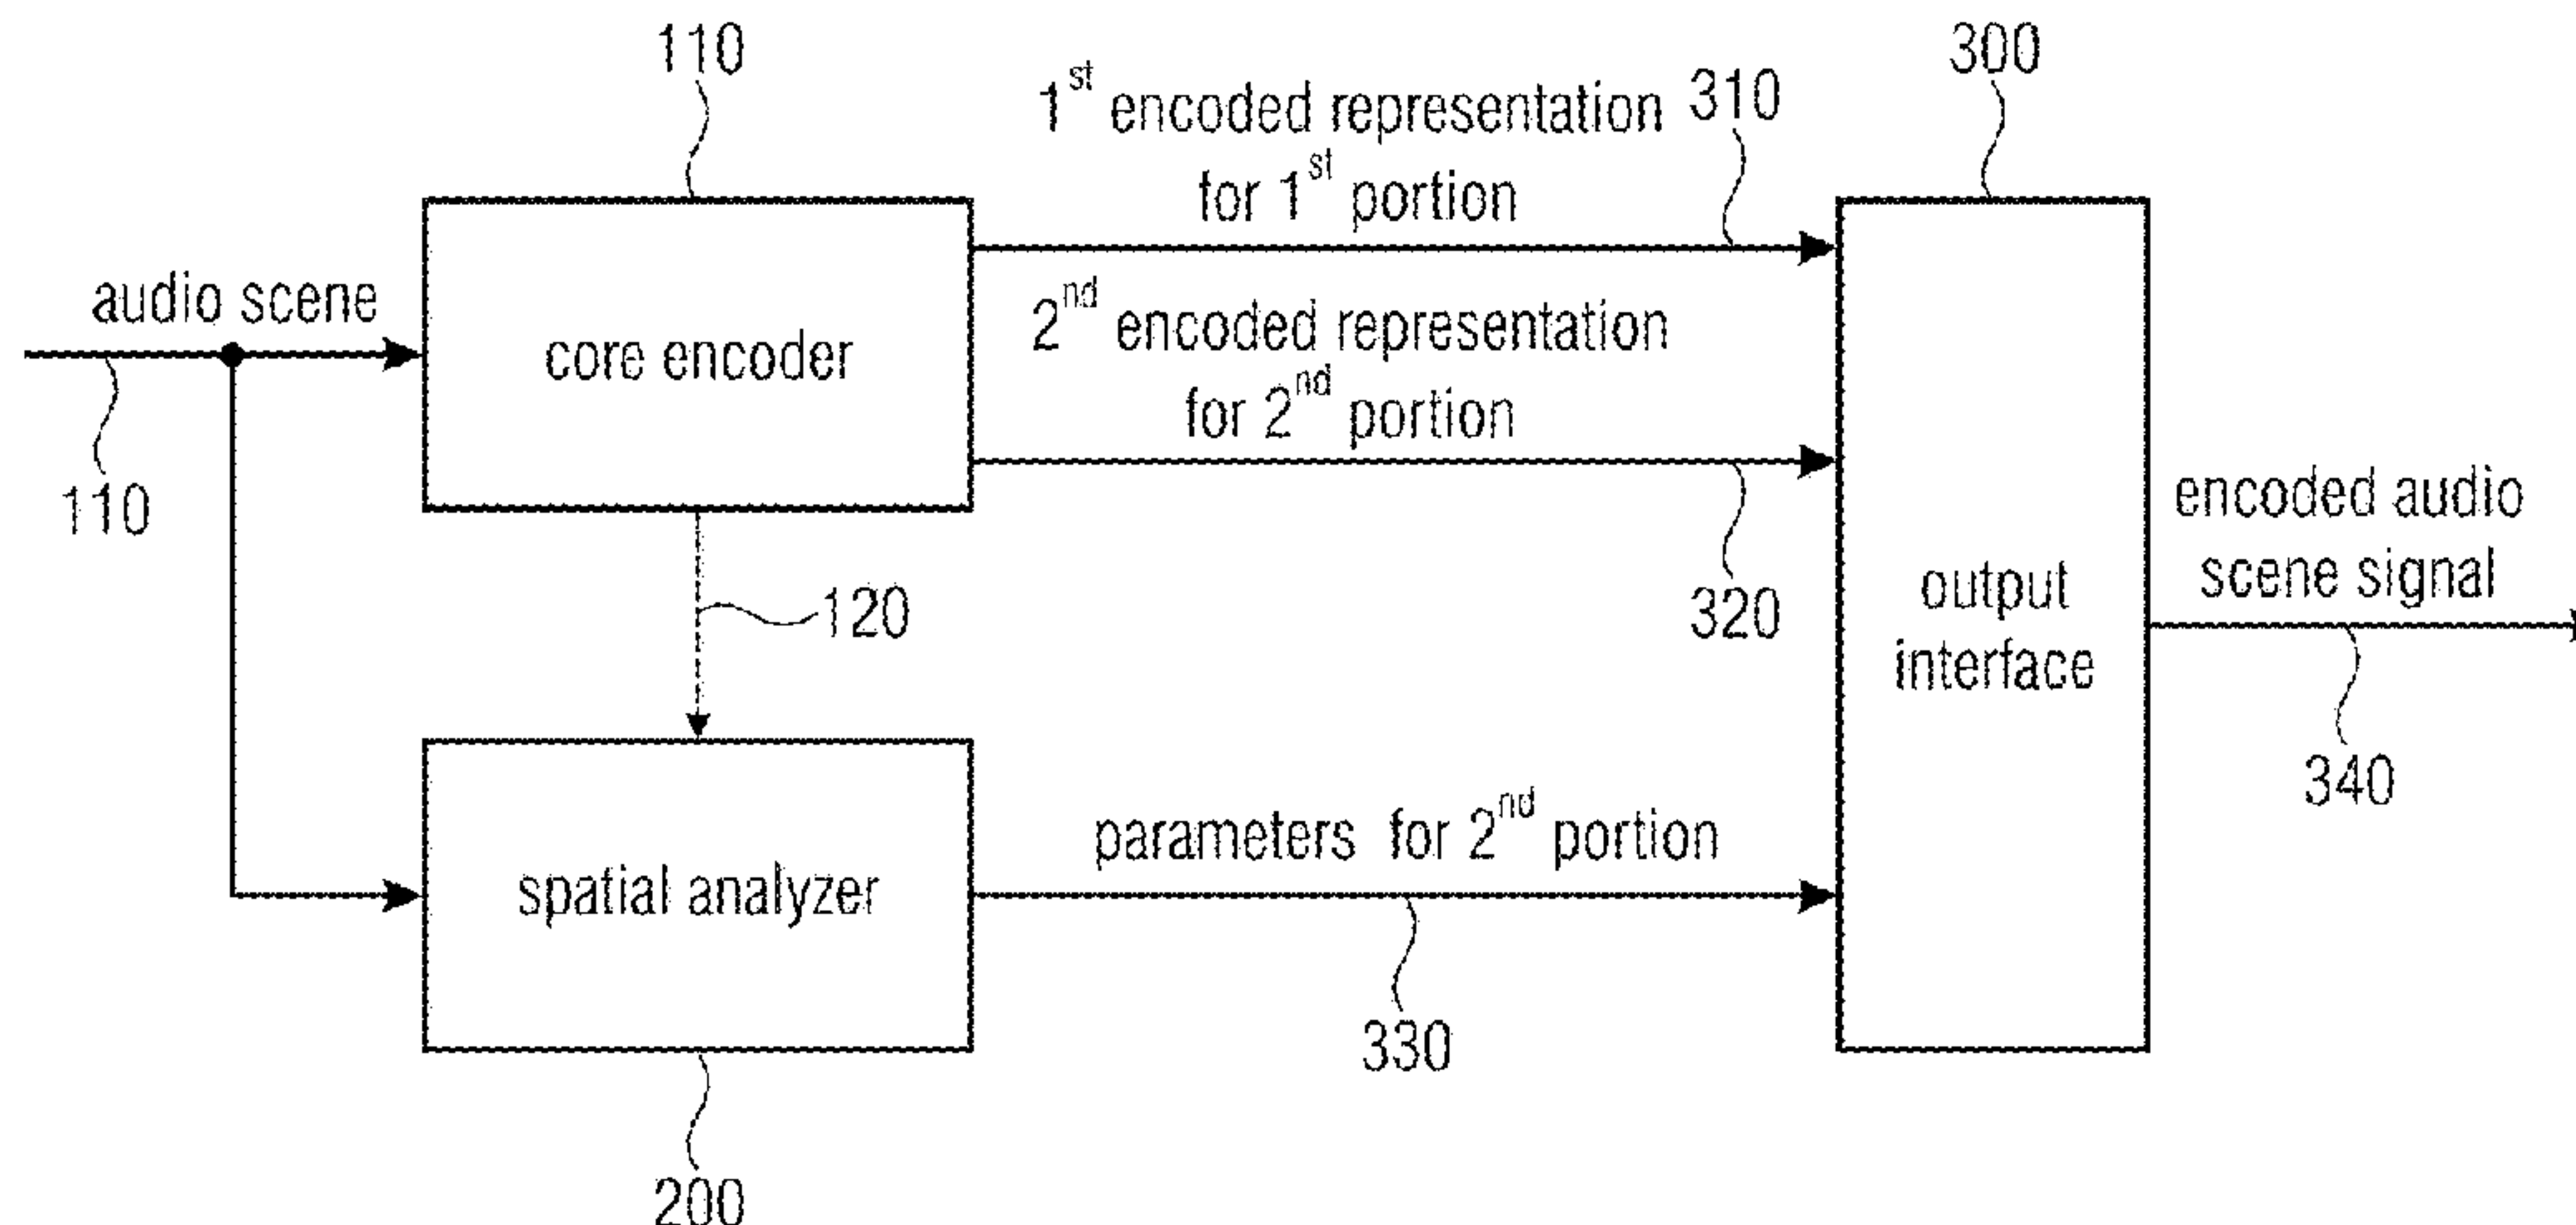 110
300
1st encoded representation 310
for 1st portion
audio scene
core encoder
2nd encoded representation
for 2nd portion
110
encoded audio
scene signal
120
320
output
interface
340
parameters for 2nd portion
spatial analyzer
330
200